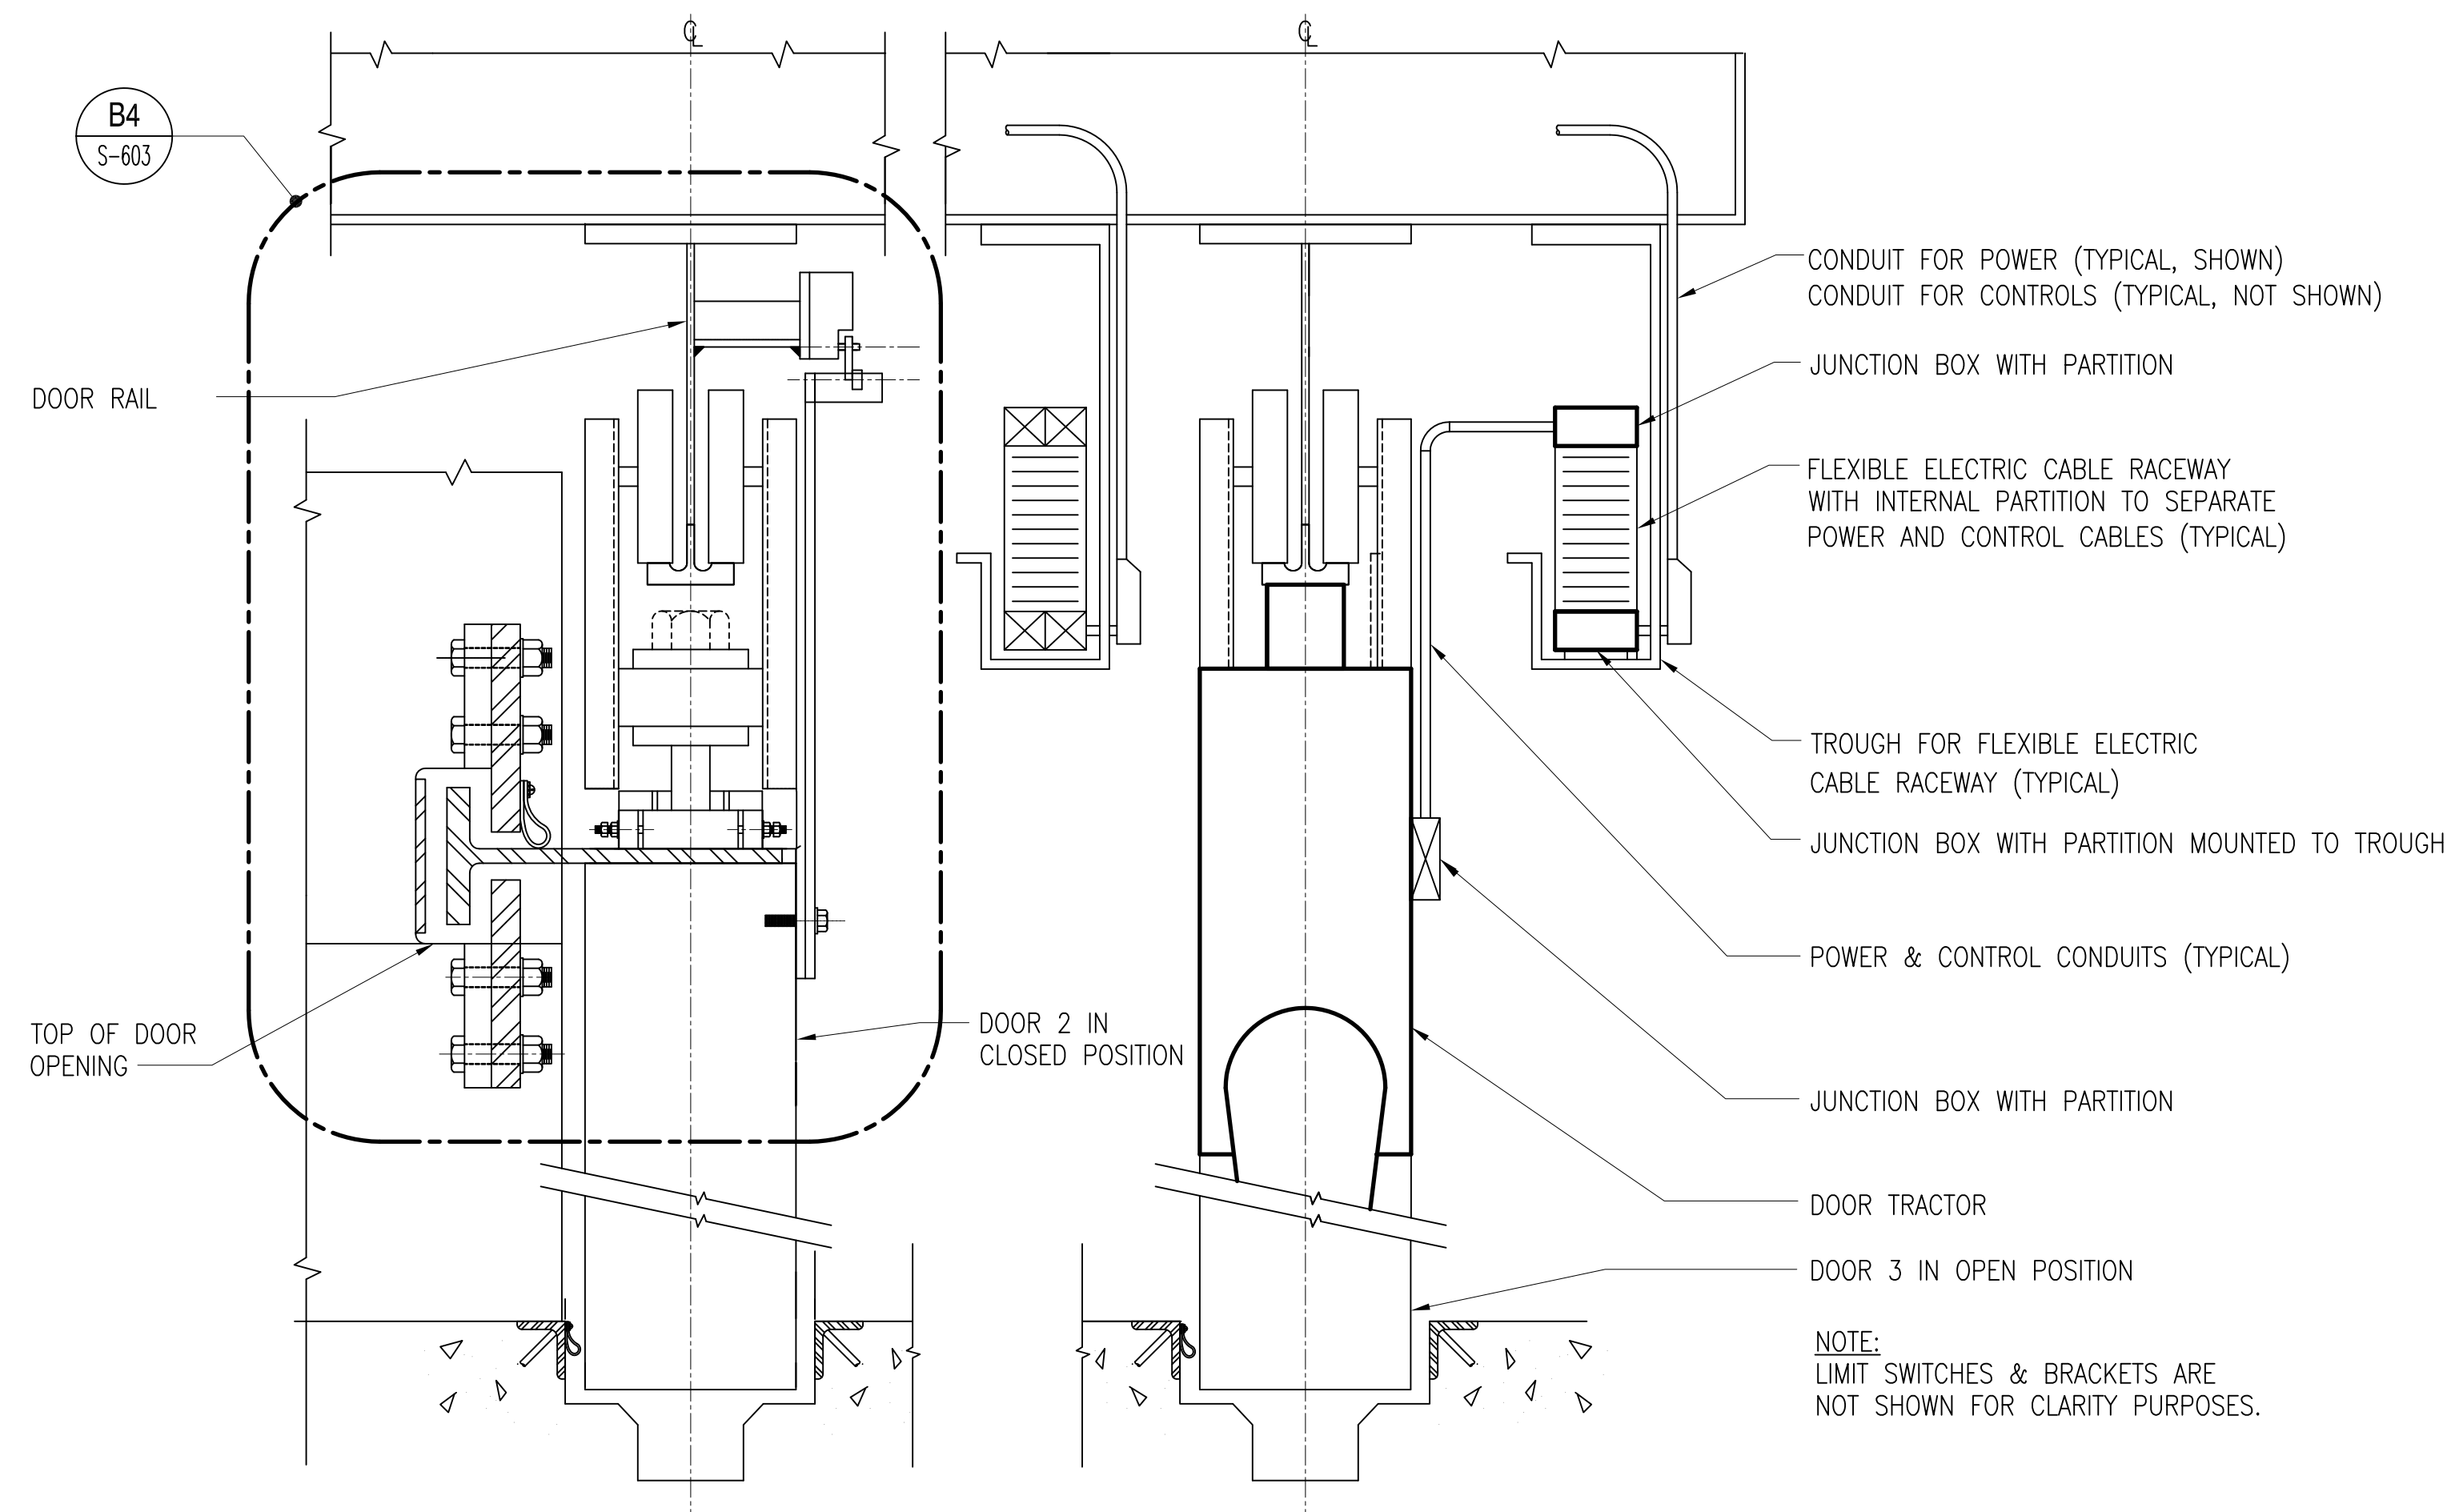 ℄
℄
B4
S-603
CONDUIT FOR POWER (TYPICAL, SHOWN)
CONDUIT FOR CONTROLS (TYPICAL, NOT SHOWN)
JUNCTION BOX WITH PARTITION
DOOR RAIL
FLEXIBLE ELECTRIC CABLE RACEWAY
WITH INTERNAL PARTITION TO SEPARATE
POWER AND CONTROL CABLES (TYPICAL)
TROUGH FOR FLEXIBLE ELECTRIC
CABLE RACEWAY (TYPICAL)
JUNCTION BOX WITH PARTITION MOUNTED TO TROUGH
POWER & CONTROL CONDUITS (TYPICAL)
TOP OF DOOR
OPENING
DOOR 2 IN
CLOSED POSITION
JUNCTION BOX WITH PARTITION
DOOR TRACTOR
DOOR 3 IN OPEN POSITION
NOTE:
LIMIT SWITCHES & BRACKETS ARE
NOT SHOWN FOR CLARITY PURPOSES.